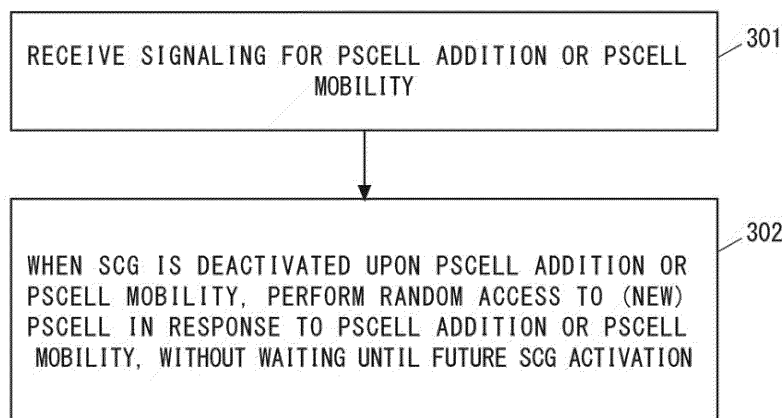 RECEIVE SIGNALING FOR PSCELL ADDITION OR PSCELL
MOBILITY
301
WHEN SCG IS DEACTIVATED UPON PSCELL ADDITION OR
PSCELL MOBILITY, PERFORM RANDOM ACCESS TO (NEW)
PSCELL IN RESPONSE TO PSCELL ADDITION OR PSCELL
MOBILITY, WITHOUT WAITING UNTIL FUTURE SCG ACTIVATION
302